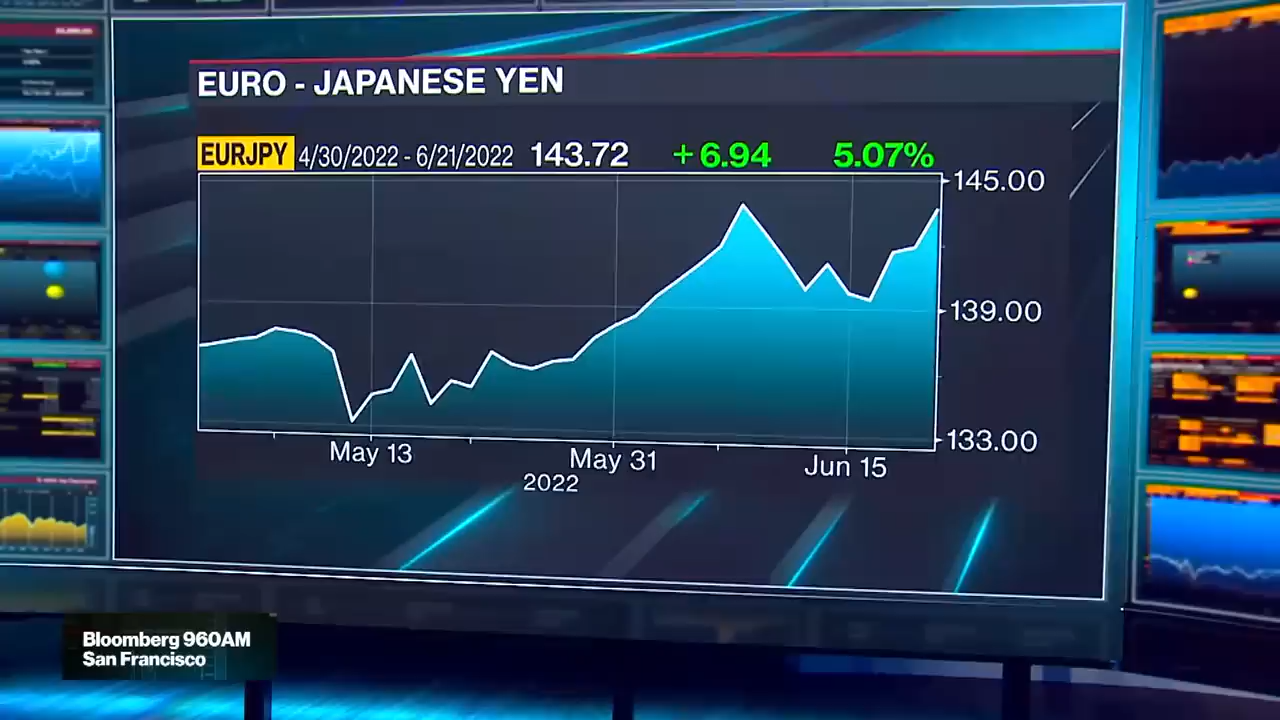 EURO - JAPANESE YEN
EURJPY 4/30/2022 - 6/21/2022 143.72 +6.94 5.07%
145.00
139.00
133.00
May 13 May 31 Jun 15
2022
Bloomberg 960AM
San Francisco